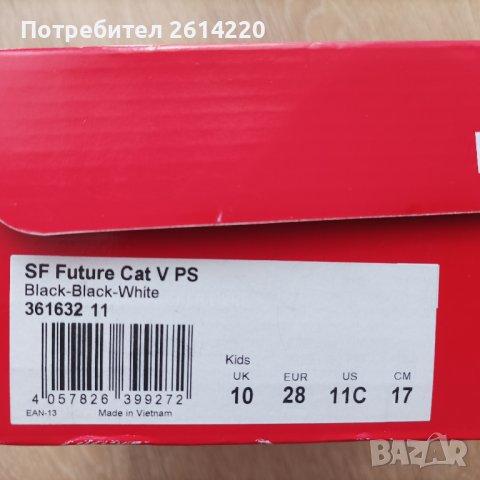 Потребител 2614220
SF Future Cat V PS
Black-Black-White
361632 11
Kids
UK EUR US CM
10 28 11C 17
4 057826 399272
EAN-13 Made in Vietnam
BAZAR